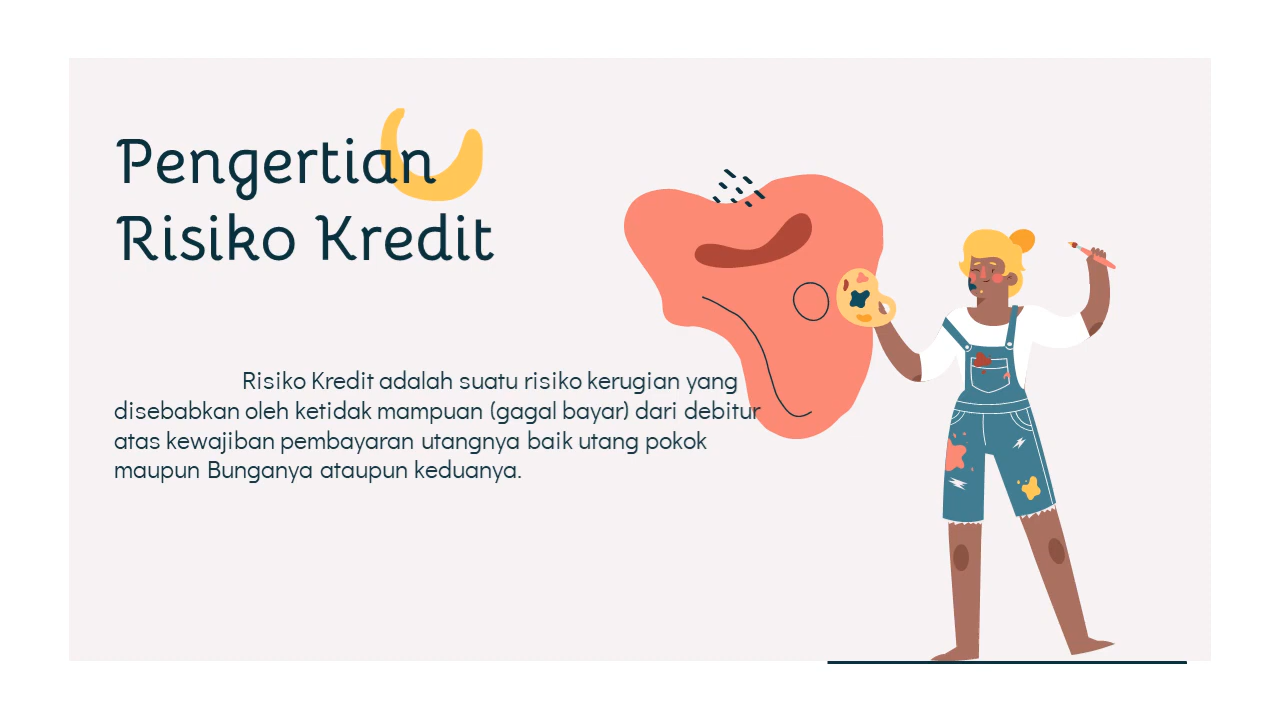 Pengertian
Risiko Kredit
Risiko Kredit adalah suatu risiko kerugian yang
disebabkan oleh ketidak mampuan (gagal bayar) dari debitur
atas kewajiban pembayaran utangnya baik utang pokok
maupun Bunganya ataupun keduanya.